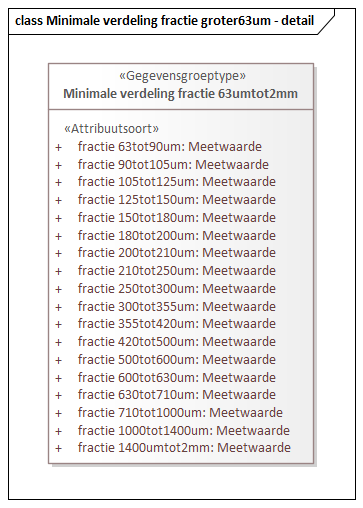 class Minimale verdeling fractie groter63um - detail
«Gegevensgroeptype»
Minimale verdeling fractie 63umtot2mm
«Attribuutsoort»
+ fractie 63tot90um: Meetwaarde
+ fractie 90tot105um: Meetwaarde
+ fractie 105tot125um: Meetwaarde
+ fractie 125tot150um: Meetwaarde
+ fractie 150tot180um: Meetwaarde
+ fractie 180tot200um: Meetwaarde
+ fractie 200tot210um: Meetwaarde
+ fractie 210tot250um: Meetwaarde
+ fractie 250tot300um: Meetwaarde
+ fractie 300tot355um: Meetwaarde
+ fractie 355tot420um: Meetwaarde
+ fractie 420tot500um: Meetwaarde
+ fractie 500tot600um: Meetwaarde
+ fractie 600tot630um: Meetwaarde
+ fractie 630tot710um: Meetwaarde
+ fractie 710tot1000um: Meetwaarde
+ fractie 1000tot1400um: Meetwaarde
+ fractie 1400umtot2mm: Meetwaarde